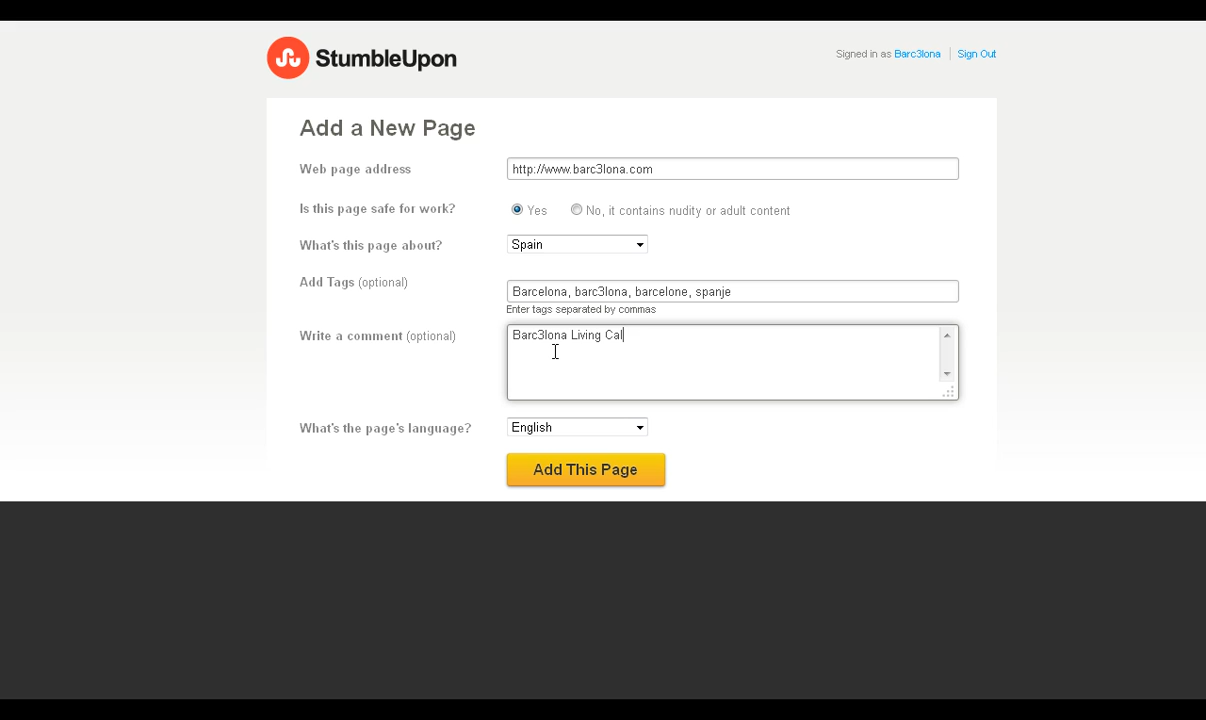 StumbleUpon
Signed in as Barc3lona | Sign Out
Add a New Page
Web page address http://www.barc3lona.com
Is this page safe for work? Yes No, it contains nudity or adult content
What's this page about? Spain
Add Tags (optional) Barcelona, barc3lona, barcelone, spanje
Enter tags separated by commas
Write a comment (optional) Barc3lona Living Cal
What's the page's language? English
Add This Page